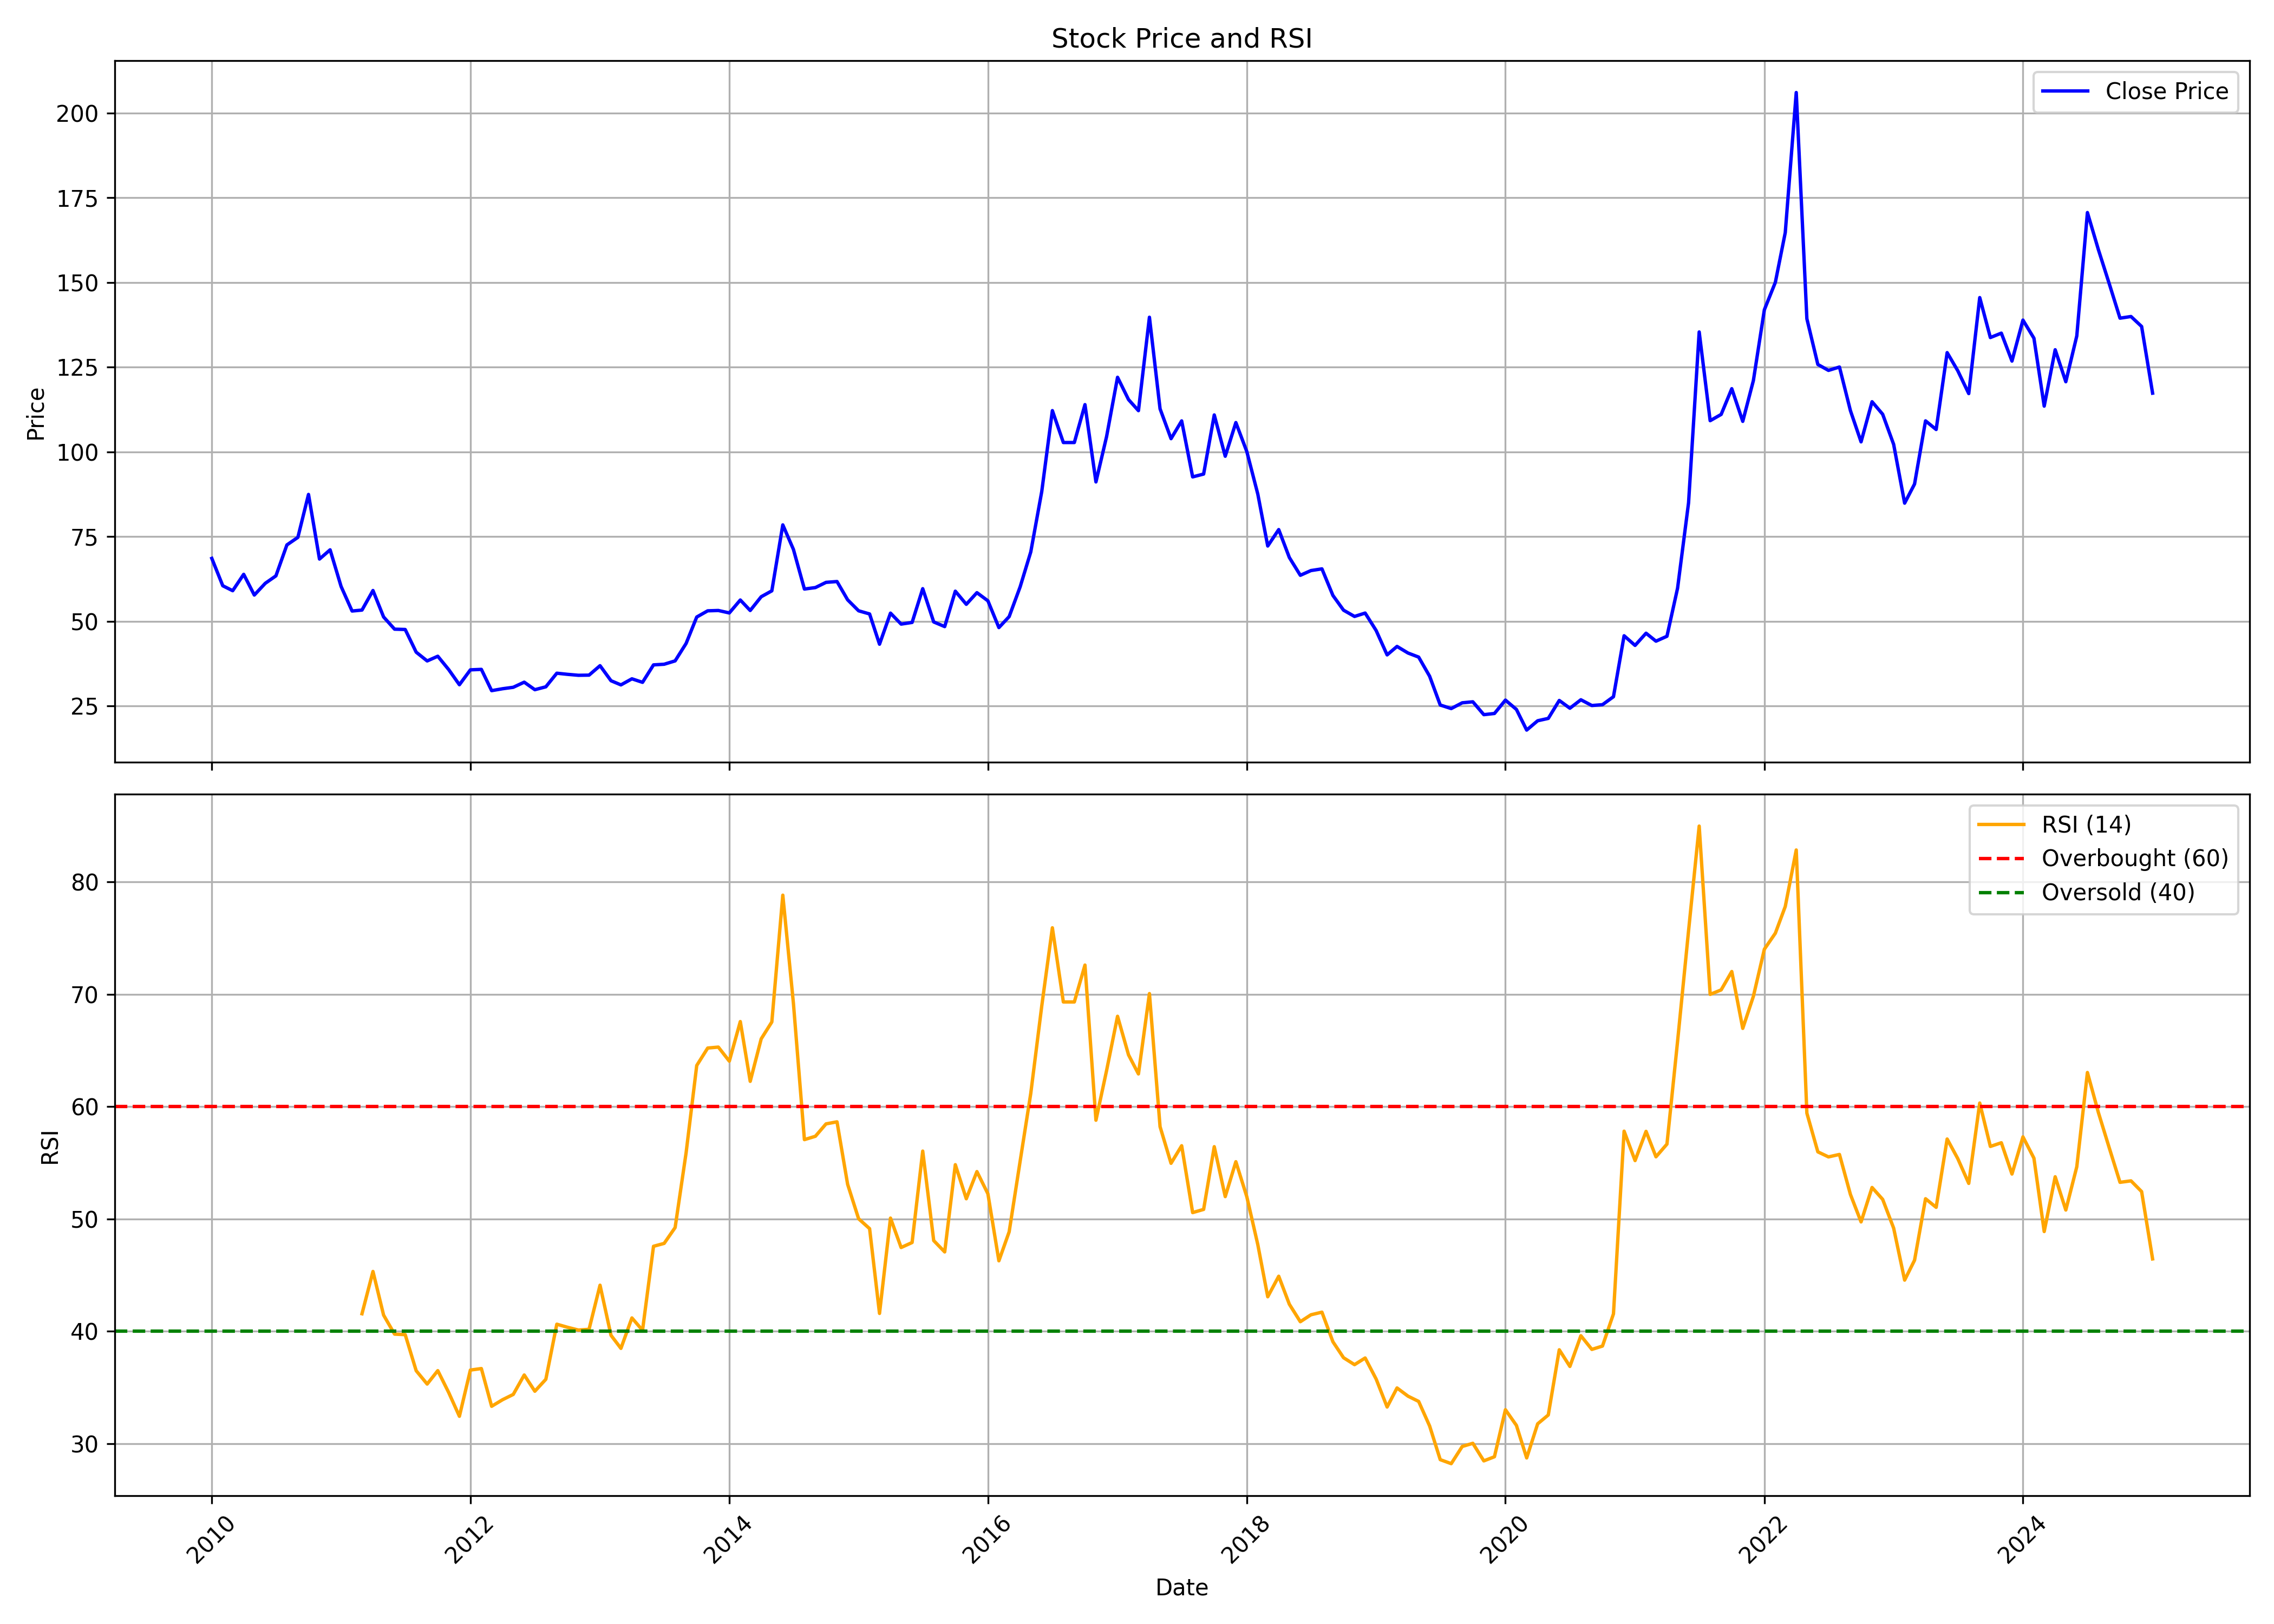 Stock Price and RSI
Close Price
200
175
150
125
100
75
50
25
Price
RSI (14)
Overbought (60)
Oversold (40)
80
70
60
50
40
30
RSI
2010 2012 2014 2016 2018 2020 2022 2024
Date